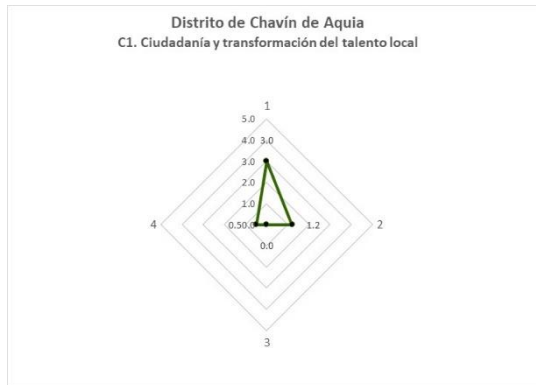 Distrito de Chavín de Aquia
C1. Ciudadanía y transformación del talento local
1
5.0
4.0 3.0
3.0
2.0
1.0
4 0.5 0.0 1.2 2
0.0
3